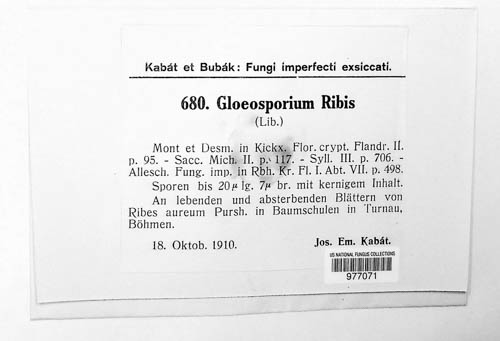 Kabát et Bubák: Fungi imperfecti exsiccati.
680. Gloeosporium Ribis
(Lib.)
Mont et Desm. in Kickx. Flor. crypt. Flandr. II.
p. 95. - Sacc. Mich. II. p. 117. - Syll. III. p. 706. -
Allesch. Fung. imp. in Rbh. Kr. Fl. I. Abt. VII. p. 498.
Sporen bis 20 µ lg. 7 µ br. mit kernigem Inhalt.
An lebenden und absterbenden Blättern von
Ribes aureum Pursh. in Baumschulen in Turnau,
Böhmen.
18. Oktob. 1910. Jos. Em. Kabát.
US NATIONAL FUNGUS COLLECTIONS
977071